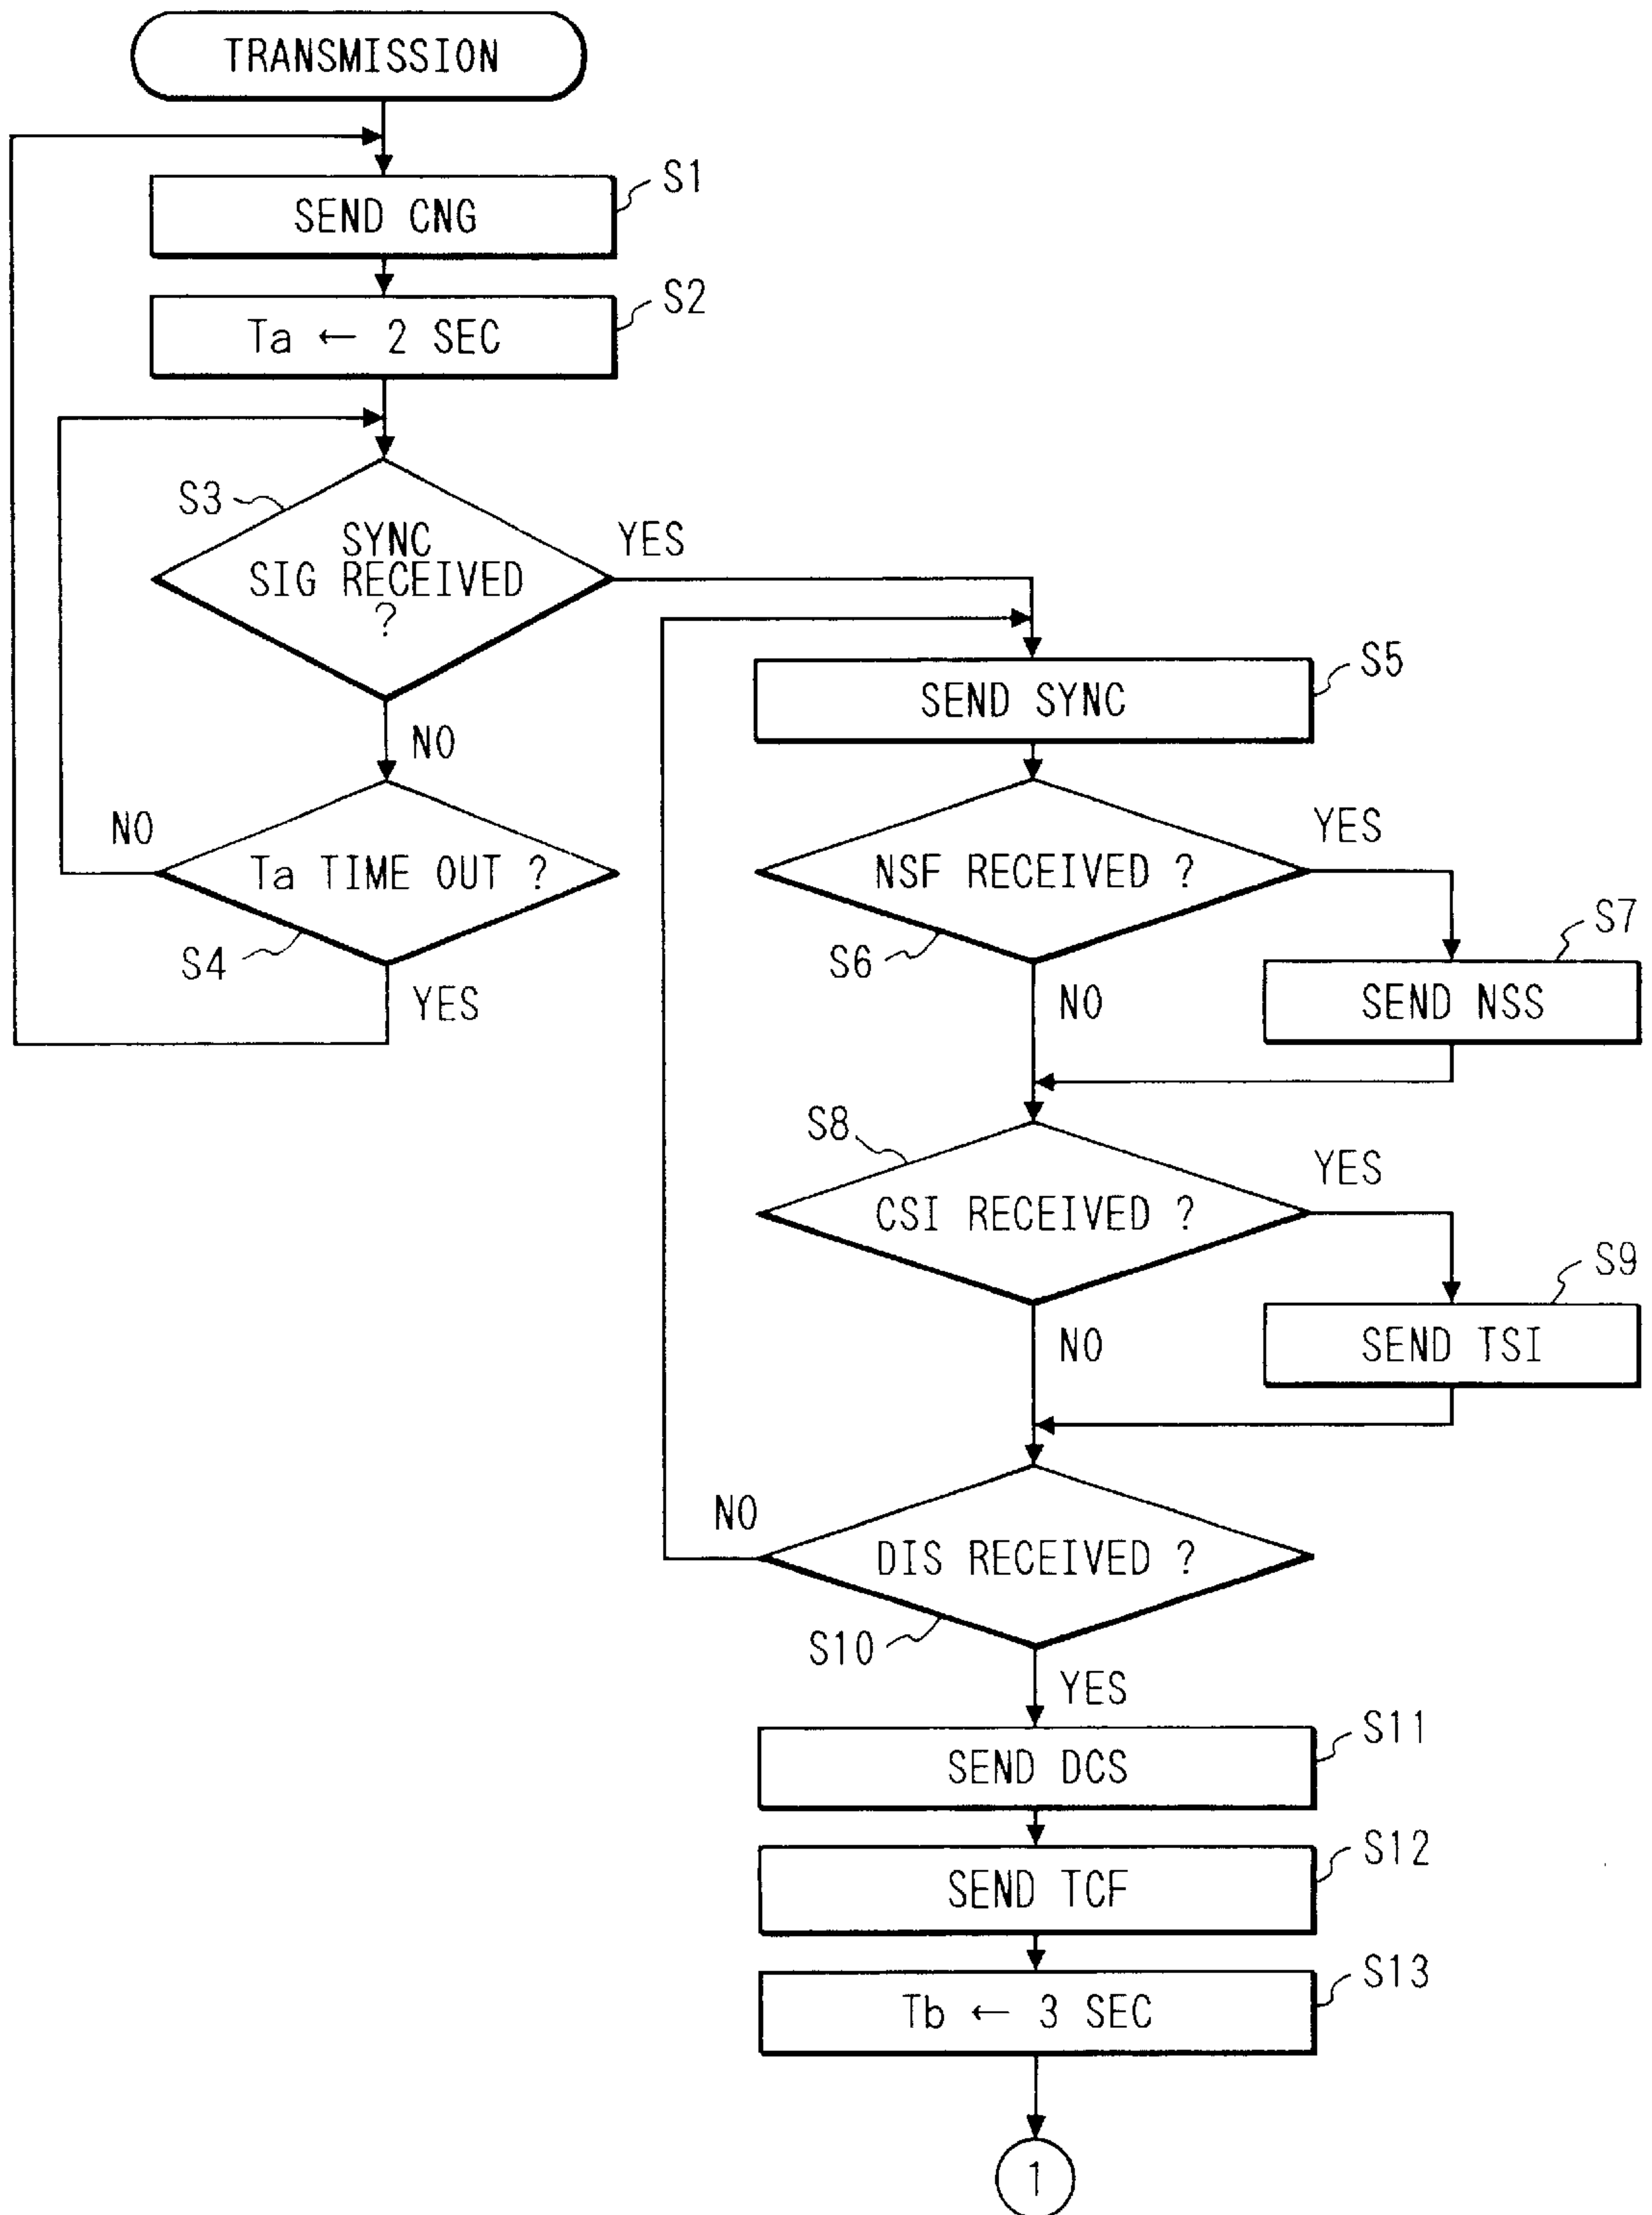 TRANSMISSION
S1
SEND CNG
S2
Ta ← 2 SEC
S3
SYNC
SIG RECEIVED
?
YES
NO
S5
SEND SYNC
NO
Ta TIME OUT ?
S4
YES
NSF RECEIVED ?
YES
S6
NO
S7
SEND NSS
S8
CSI RECEIVED ?
YES
NO
S9
SEND TSI
NO
DIS RECEIVED ?
S10
YES
S11
SEND DCS
S12
SEND TCF
S13
Tb ← 3 SEC
1